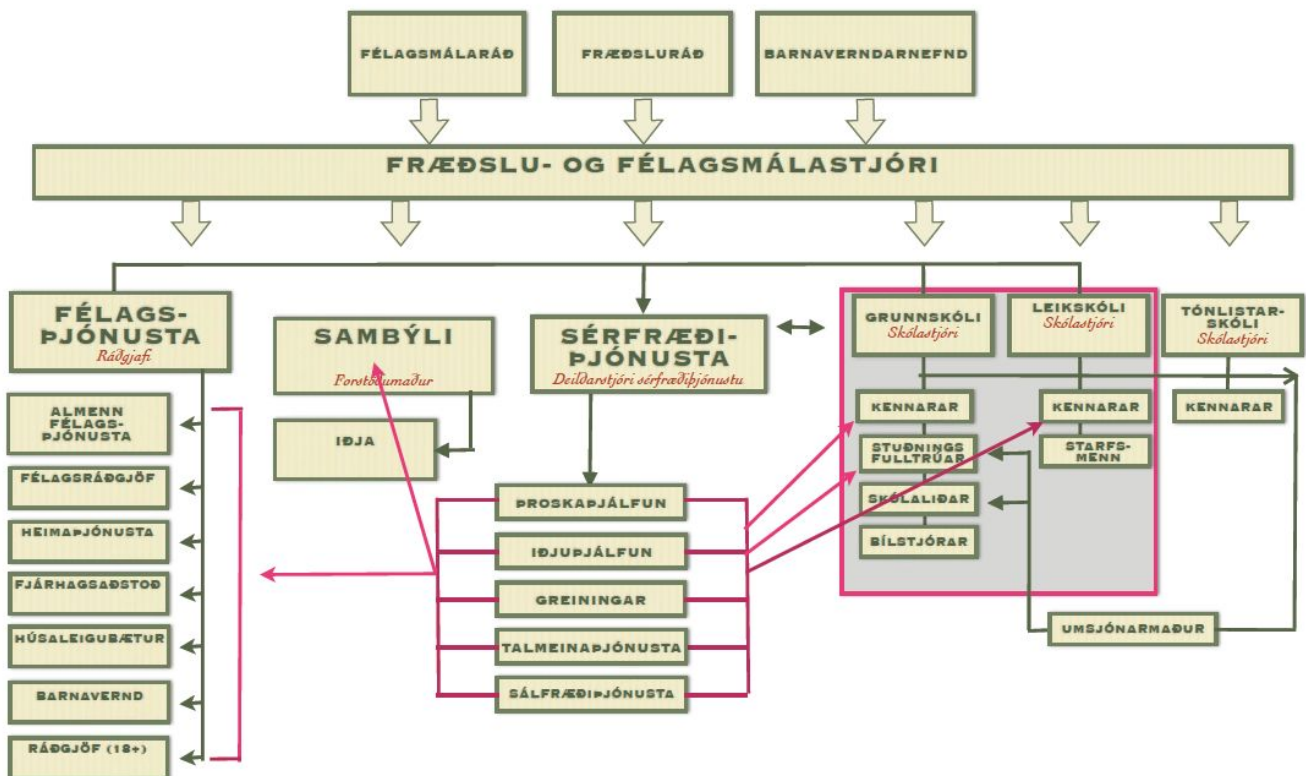 FÉLAGSMÁLARÁÐ
FRÆÐSLURÁÐ
BARNAVERNDARNEFND
FRÆÐSLU- OG FÉLAGSMÁLASTJÓRI
FÉLAGS-
ÞJÓNUSTA
Ráðgjafi
SAMBÝLI
Forstöðumaður
SÉRFRÆÐI-
ÞJÓNUSTA
Deildarstjóri sérfræðiþjónustu
GRUNNSKÓLI
Skólastjóri
LEIKSKÓLI
Skólastjóri
TÓNLISTAR-
SKÓLI
Skólastjóri
ALMENN
FÉLAGS-
ÞJÓNUSTA
FÉLAGSRÁÐGJÖF
HEIMAÞJÓNUSTA
FJÁRHAGSAÐSTOÐ
HÚSALEIGUBÆTUR
BARNAVERND
RÁÐGJÖF (18+)
IÐJA
ÞROSKAÞJÁLFUN
IÐJUÞJÁLFUN
GREININGAR
TALMEINAÞJÓNUSTA
SÁLFRÆÐIÞJÓNUSTA
KENNARAR
STUÐNINGS
FULLTRÚAR
SKÓLALIÐAR
BÍLSTJÓRAR
KENNARAR
STARFS-
MENN
KENNARAR
UMSJÓNARMAÐUR